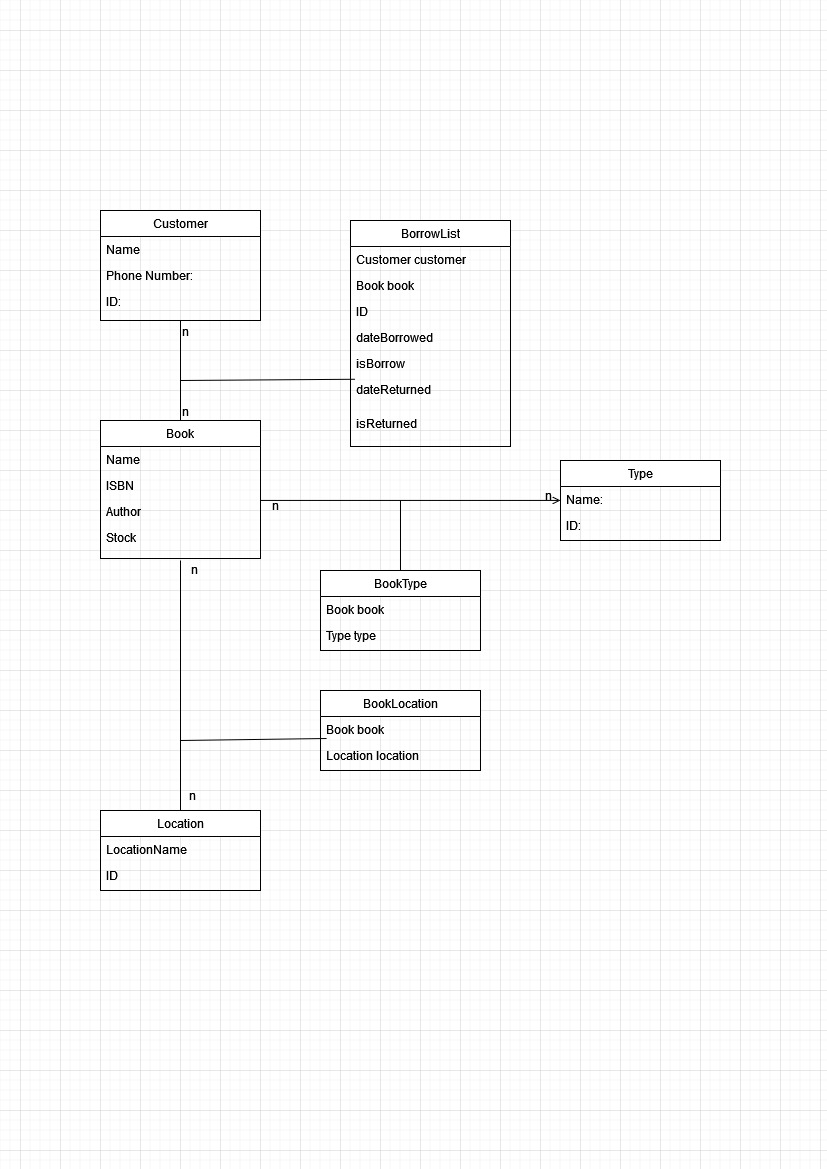 Customer
Name
Phone Number:
ID:
n
n
BorrowList
Customer customer
Book book
ID
dateBorrowed
isBorrow
dateReturned
isReturned
Book
Name
ISBN
Author
Stock
n
n
Type
Name:
ID:
n
BookType
Book book
Type type
BookLocation
Book book
Location location
n
Location
LocationName
ID